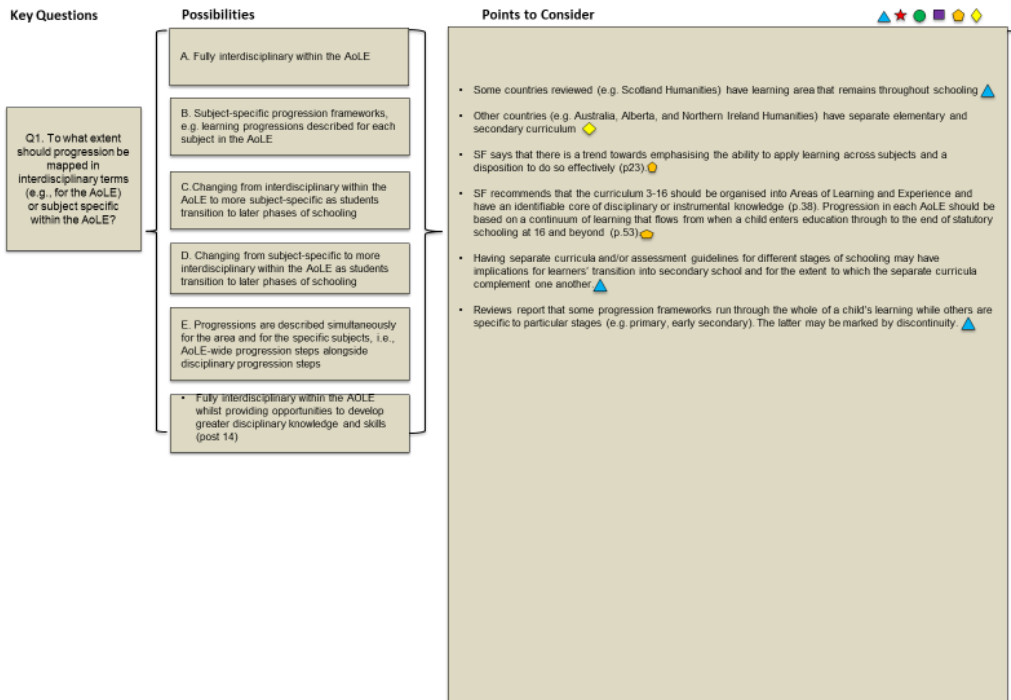 Key Questions
Possibilities
Points to Consider
Q1. To what extent
should progression be
mapped in
interdisciplinary terms
(e.g., for the AoLE)
or subject specific
within the AoLE?
A. Fully interdisciplinary within the AoLE
B. Subject-specific progression frameworks,
e.g. learning progressions described for each
subject in the AoLE
C.Changing from interdisciplinary within the
AoLE to more subject-specific as students
transition to later phases of schooling
D. Changing from subject-specific to more
interdisciplinary within the AoLE as students
transition to later phases of schooling
E. Progressions are described simultaneously
for the area and for the specific subjects, i.e.,
AoLE-wide progression steps alongside
disciplinary progression steps
• Fully interdisciplinary within the AOLE
whilst providing opportunities to develop
greater disciplinary knowledge and skills
(post 14)
• Some countries reviewed (e.g. Scotland Humanities) have learning area that remains throughout schooling
• Other countries (e.g. Australia, Alberta, and Northern Ireland Humanities) have separate elementary and
secondary curriculum
• SF says that there is a trend towards emphasising the ability to apply learning across subjects and a
disposition to do so effectively (p23).
• SF recommends that the curriculum 3-16 should be organised into Areas of Learning and Experience and
have an identifiable core of disciplinary or instrumental knowledge (p.38). Progression in each AoLE should be
based on a continuum of learning that flows from when a child enters education through to the end of statutory
schooling at 16 and beyond (p.53).
• Having separate curricula and/or assessment guidelines for different stages of schooling may have
implications for learners' transition into secondary school and for the extent to which the separate curricula
complement one another.
• Reviews report that some progression frameworks run through the whole of a child's learning while others are
specific to particular stages (e.g. primary, early secondary). The latter may be marked by discontinuity.